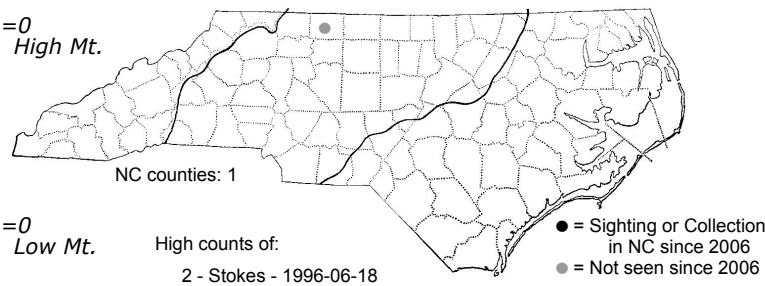 =0
High Mt.
NC counties: 1
=0
Low Mt.
High counts of:
2 - Stokes - 1996-06-18
● = Sighting or Collection
in NC since 2006
● = Not seen since 2006